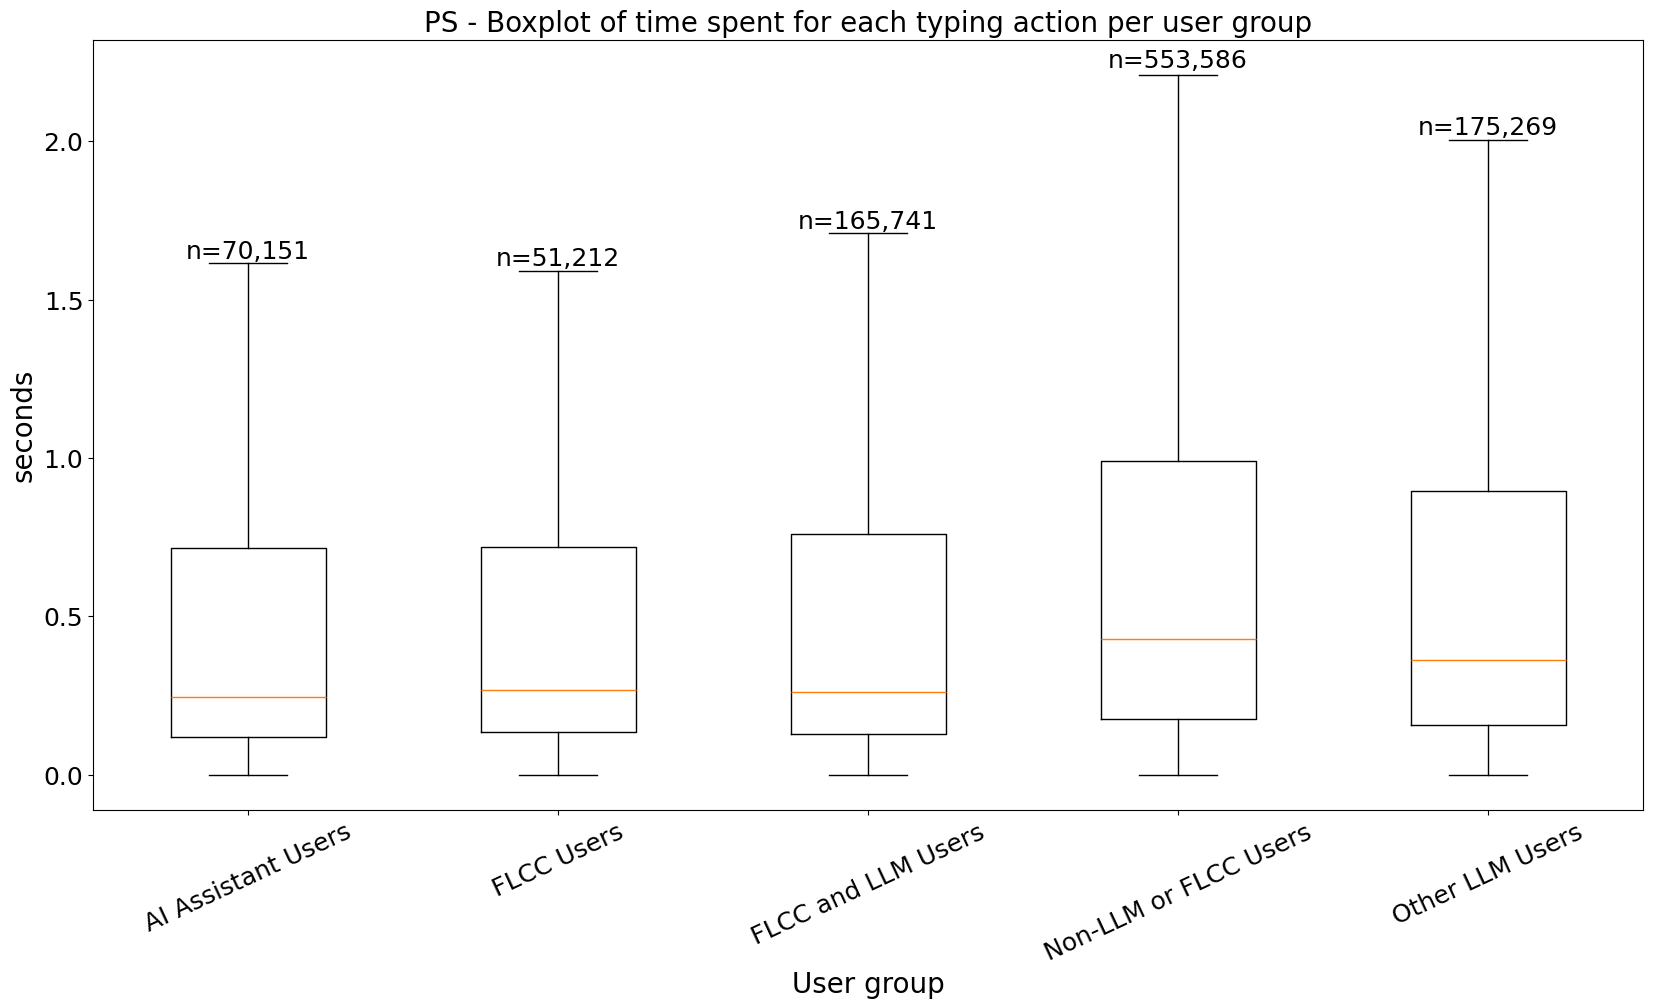 PS - Boxplot of time spent for each typing action per user group
n=553,586
n=175,269
n=165,741
n=70,151
n=51,212
2.0
1.5
1.0
0.5
0.0
seconds
AI Assistant Users
FLCC Users
FLCC and LLM Users
Non-LLM or FLCC Users
Other LLM Users
User group